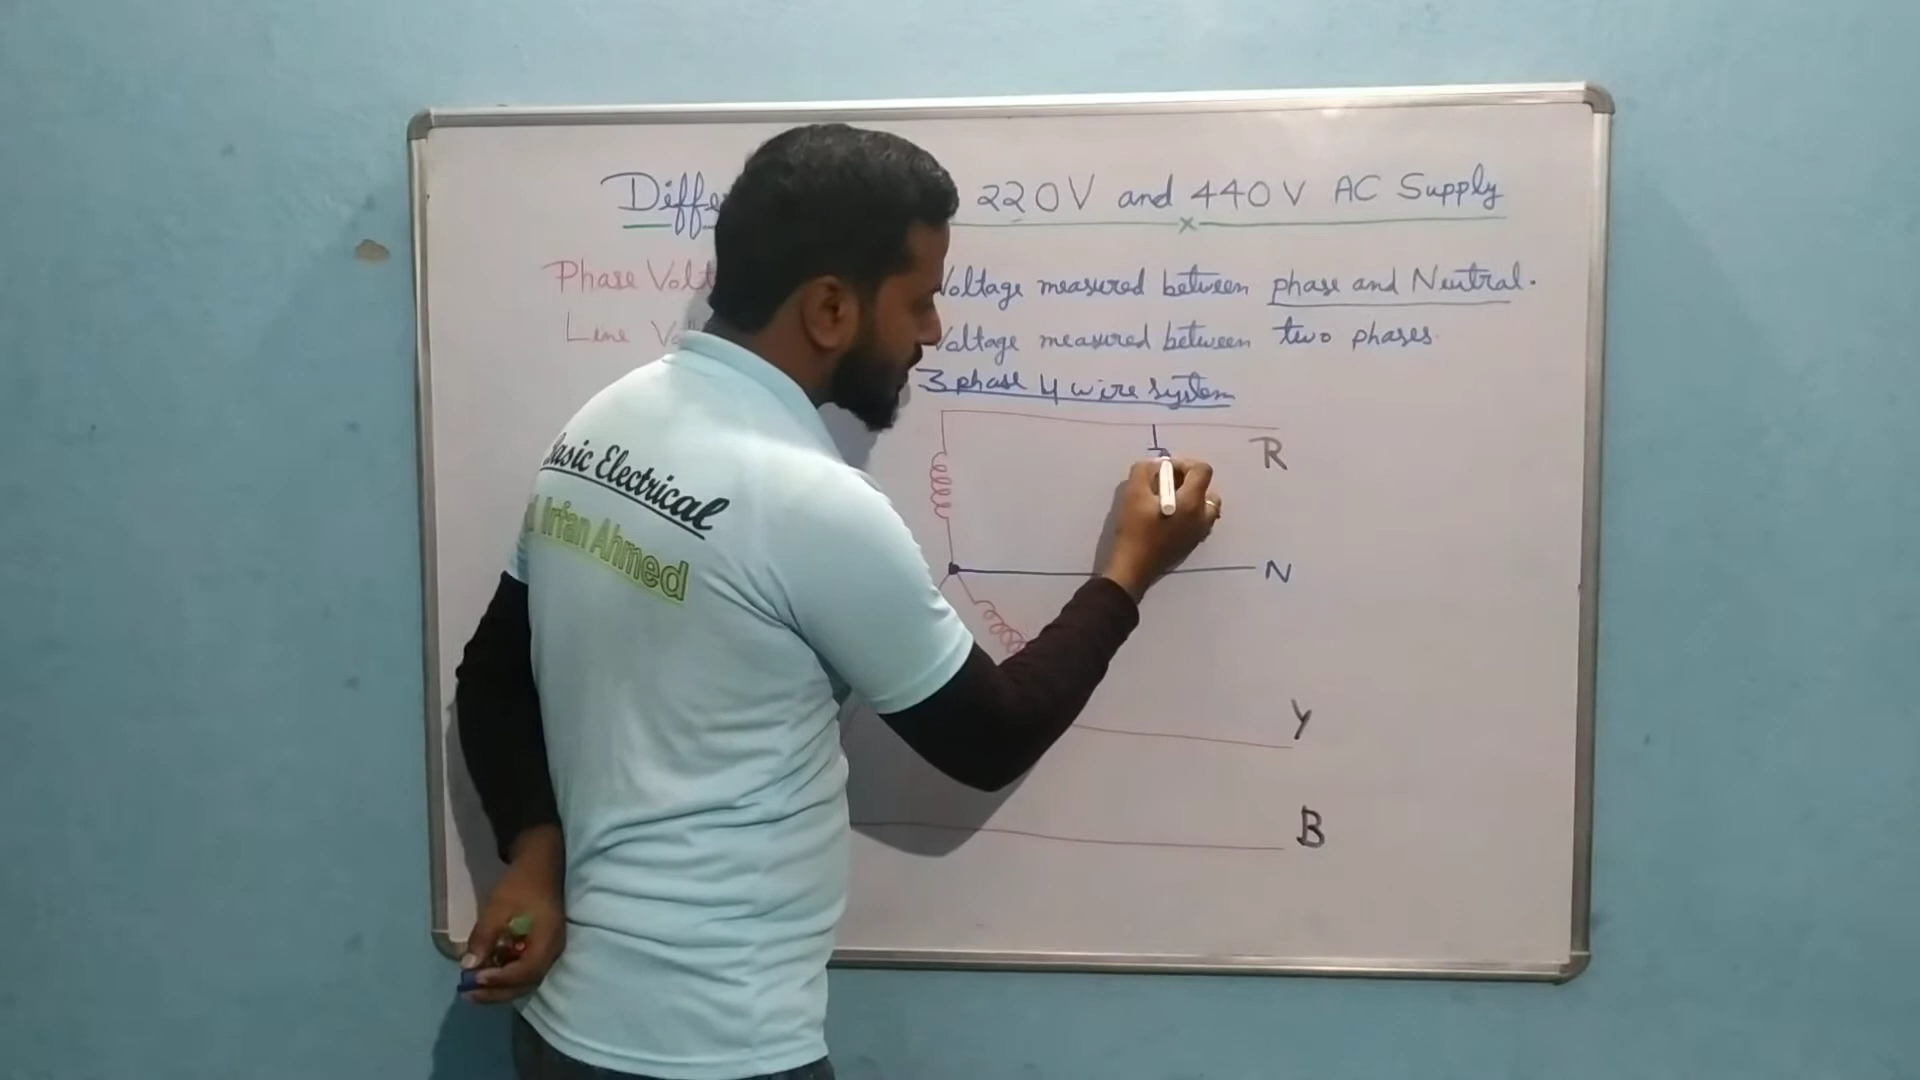 Diffe 220V and 440V AC Supply
Phase Volt Voltage measured between phase and Neutral.
Line Vo Voltage measured between two phases.
3 phase 4 wire system
R
N
Y
B
Basic Electrical
Irfan Ahmed